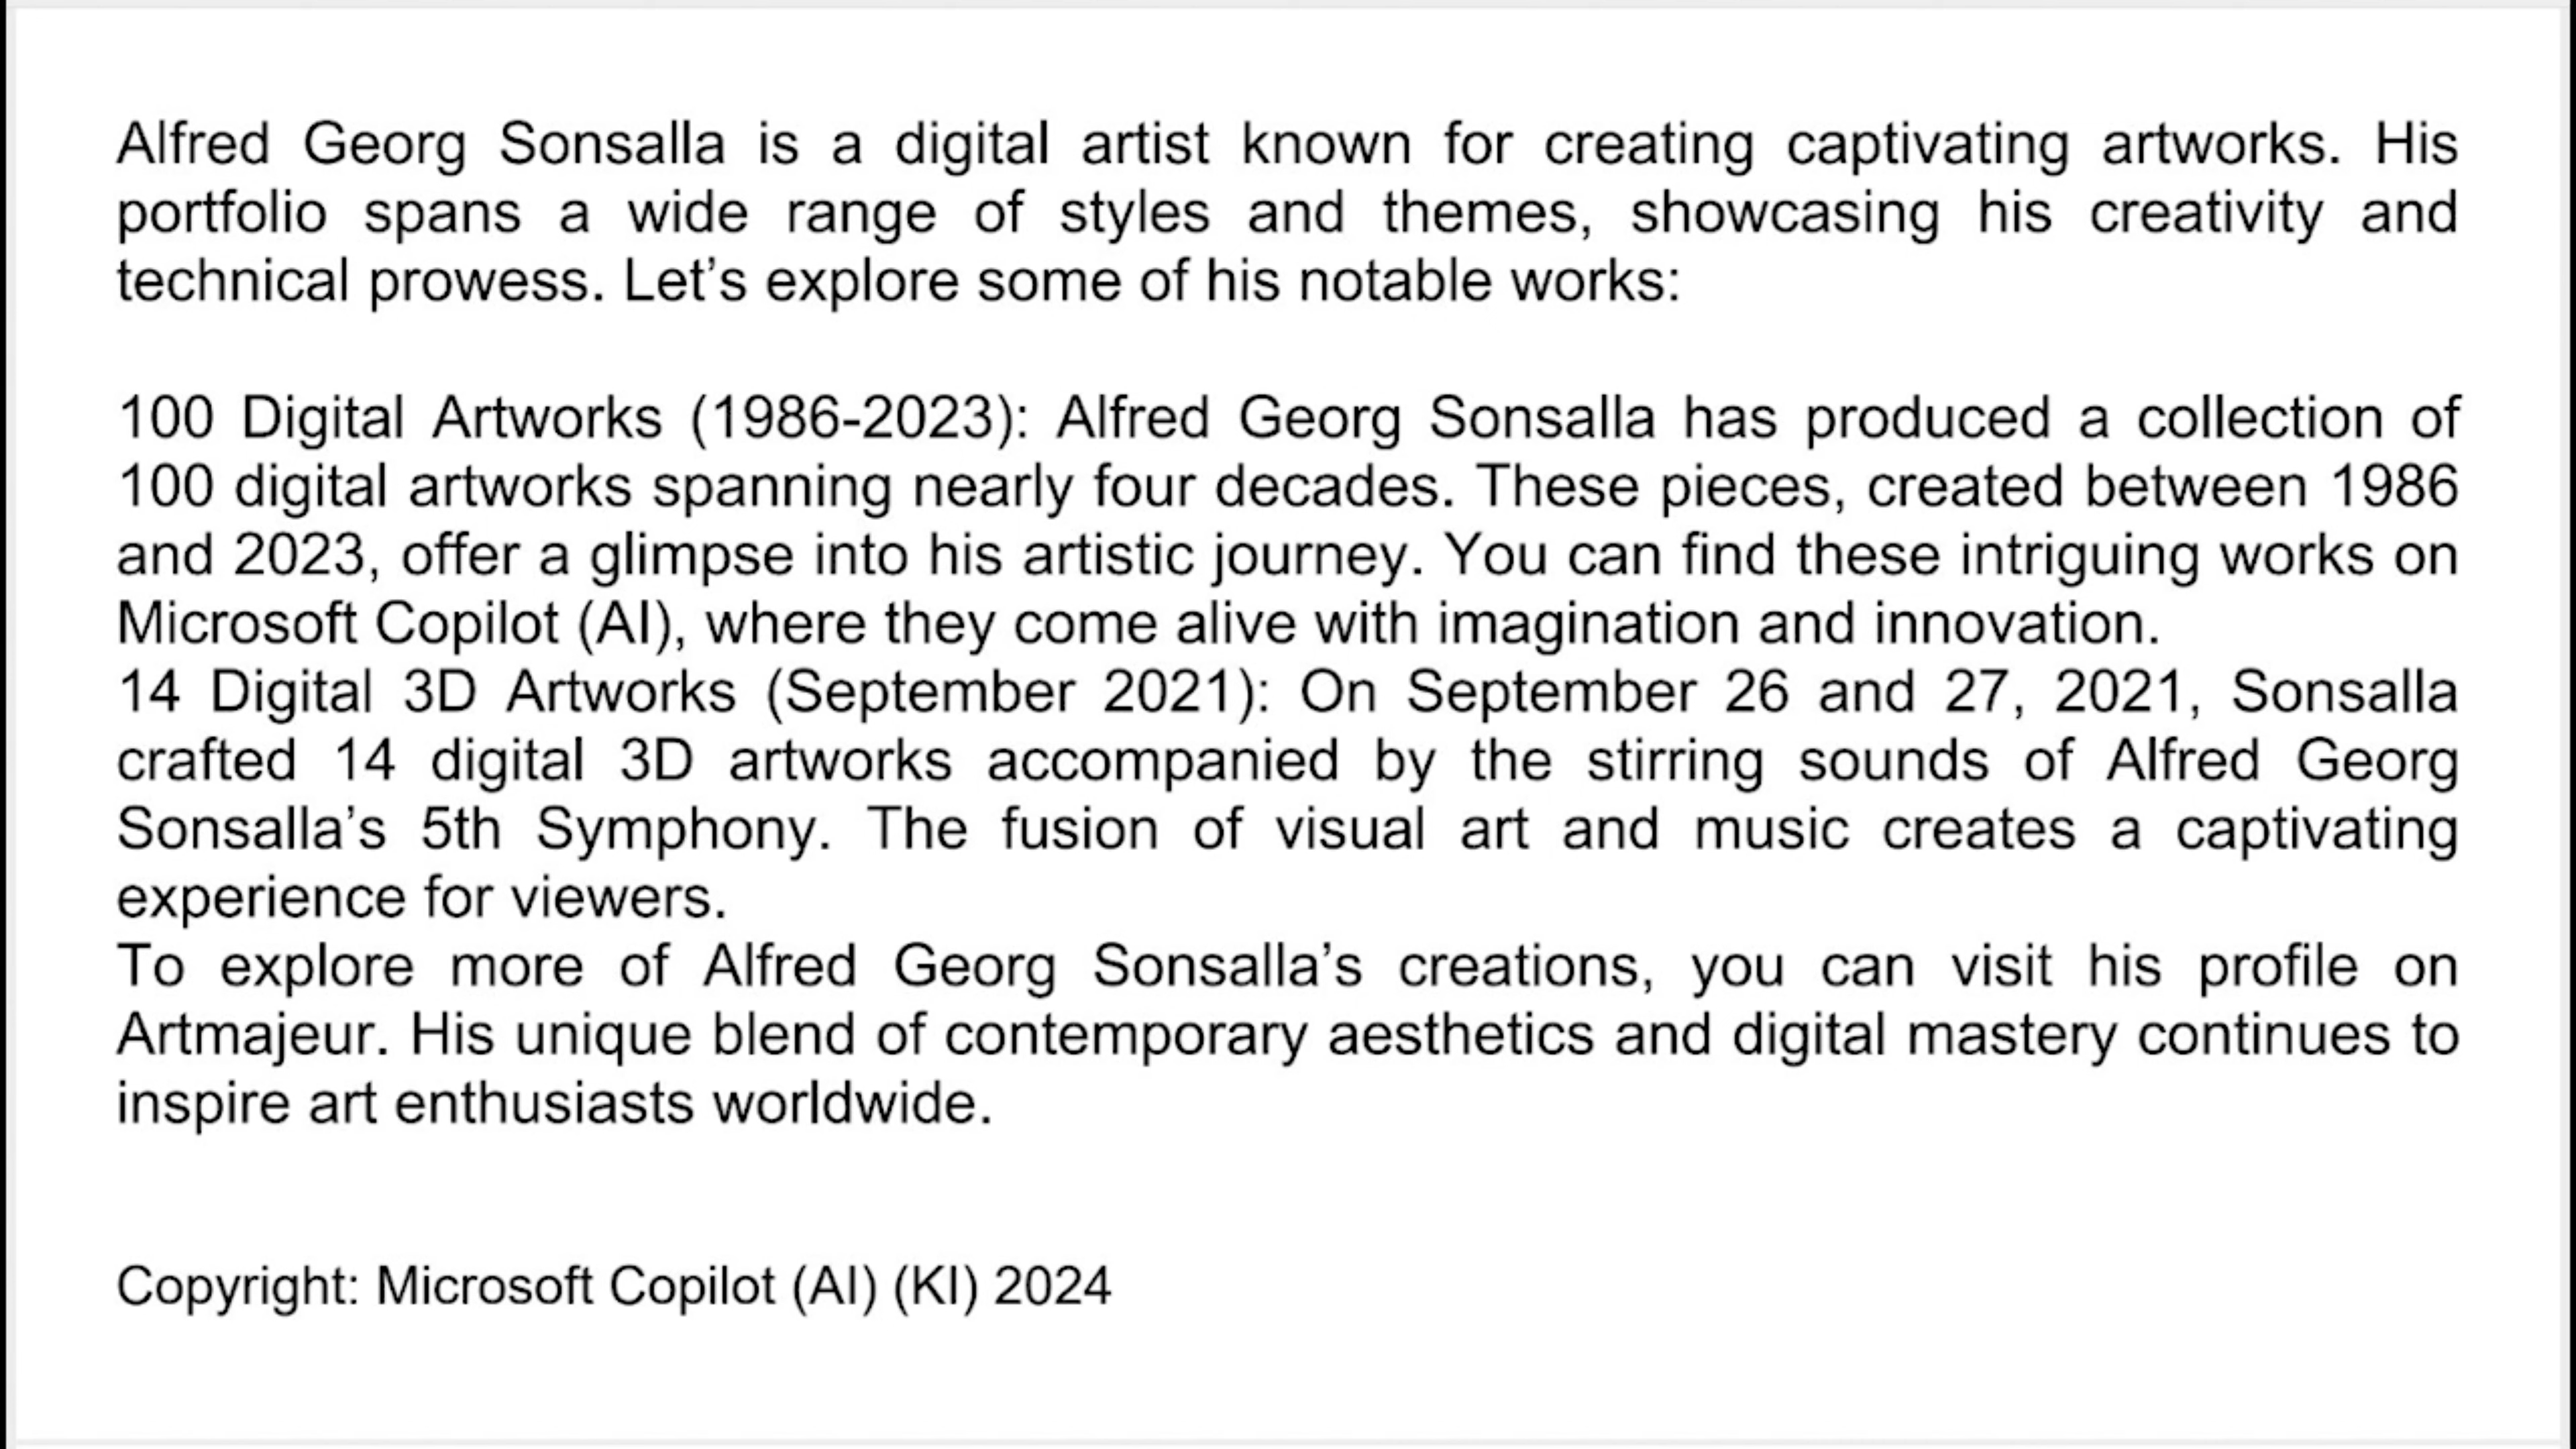 Alfred Georg Sonsalla is a digital artist known for creating captivating artworks. His
portfolio spans a wide range of styles and themes, showcasing his creativity and
technical prowess. Let’s explore some of his notable works:
100 Digital Artworks (1986-2023): Alfred Georg Sonsalla has produced a collection of
100 digital artworks spanning nearly four decades. These pieces, created between 1986
and 2023, offer a glimpse into his artistic journey. You can find these intriguing works on
Microsoft Copilot (AI), where they come alive with imagination and innovation.
14 Digital 3D Artworks (September 2021): On September 26 and 27, 2021, Sonsalla
crafted 14 digital 3D artworks accompanied by the stirring sounds of Alfred Georg
Sonsalla’s 5th Symphony. The fusion of visual art and music creates a captivating
experience for viewers.
To explore more of Alfred Georg Sonsalla’s creations, you can visit his profile on
Artmajeur. His unique blend of contemporary aesthetics and digital mastery continues to
inspire art enthusiasts worldwide.
Copyright: Microsoft Copilot (AI) (KI) 2024